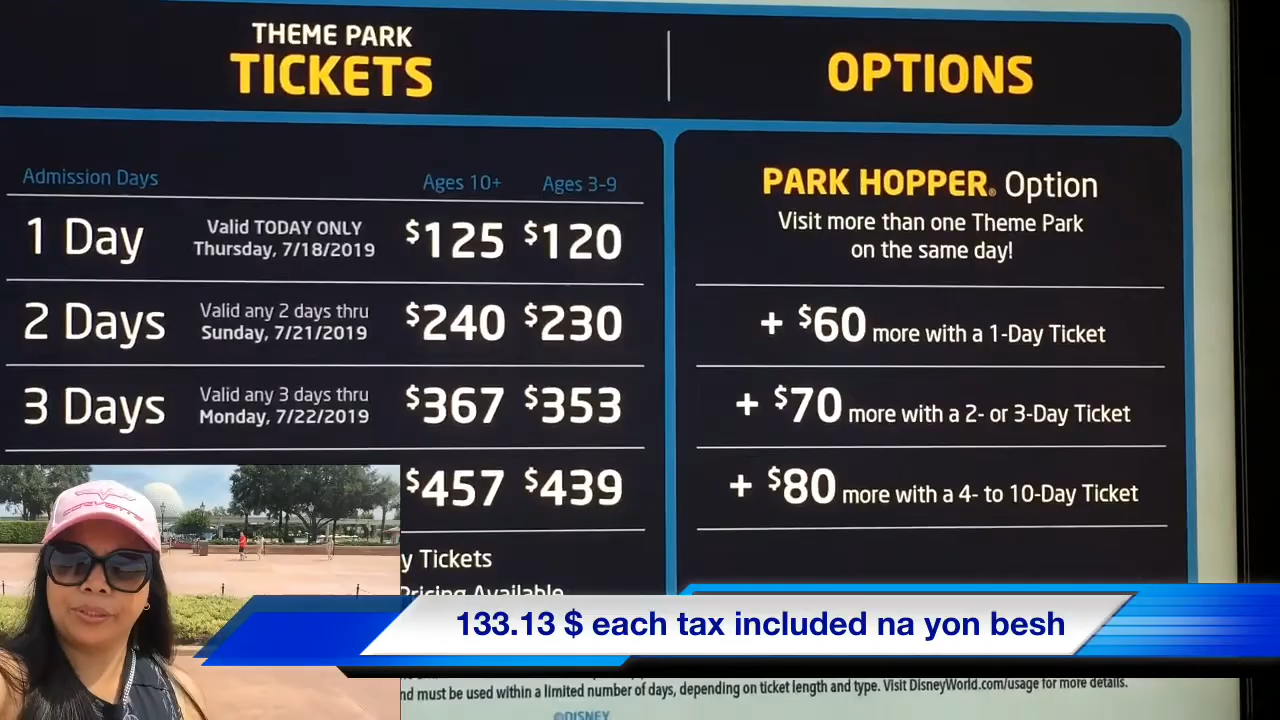 THEME PARK
TICKETS
OPTIONS
Admission Days
Ages 10+
Ages 3-9
1 Day
Valid TODAY ONLY
Thursday, 7/18/2019
$125
$120
2 Days
Valid any 2 days thru
Sunday, 7/21/2019
$240
$230
3 Days
Valid any 3 days thru
Monday, 7/22/2019
$367
$353
$457
$439
y Tickets
Pricing Available
PARK HOPPER® Option
Visit more than one Theme Park
on the same day!
+ $60 more with a 1-Day Ticket
+ $70 more with a 2- or 3-Day Ticket
+ $80 more with a 4- to 10-Day Ticket
CORVETTE
133.13 $ each tax included na yon besh
nd must be used within a limited number of days, depending on ticket length and type. Visit DisneyWorld.com/usage for more details.
©DISNEY